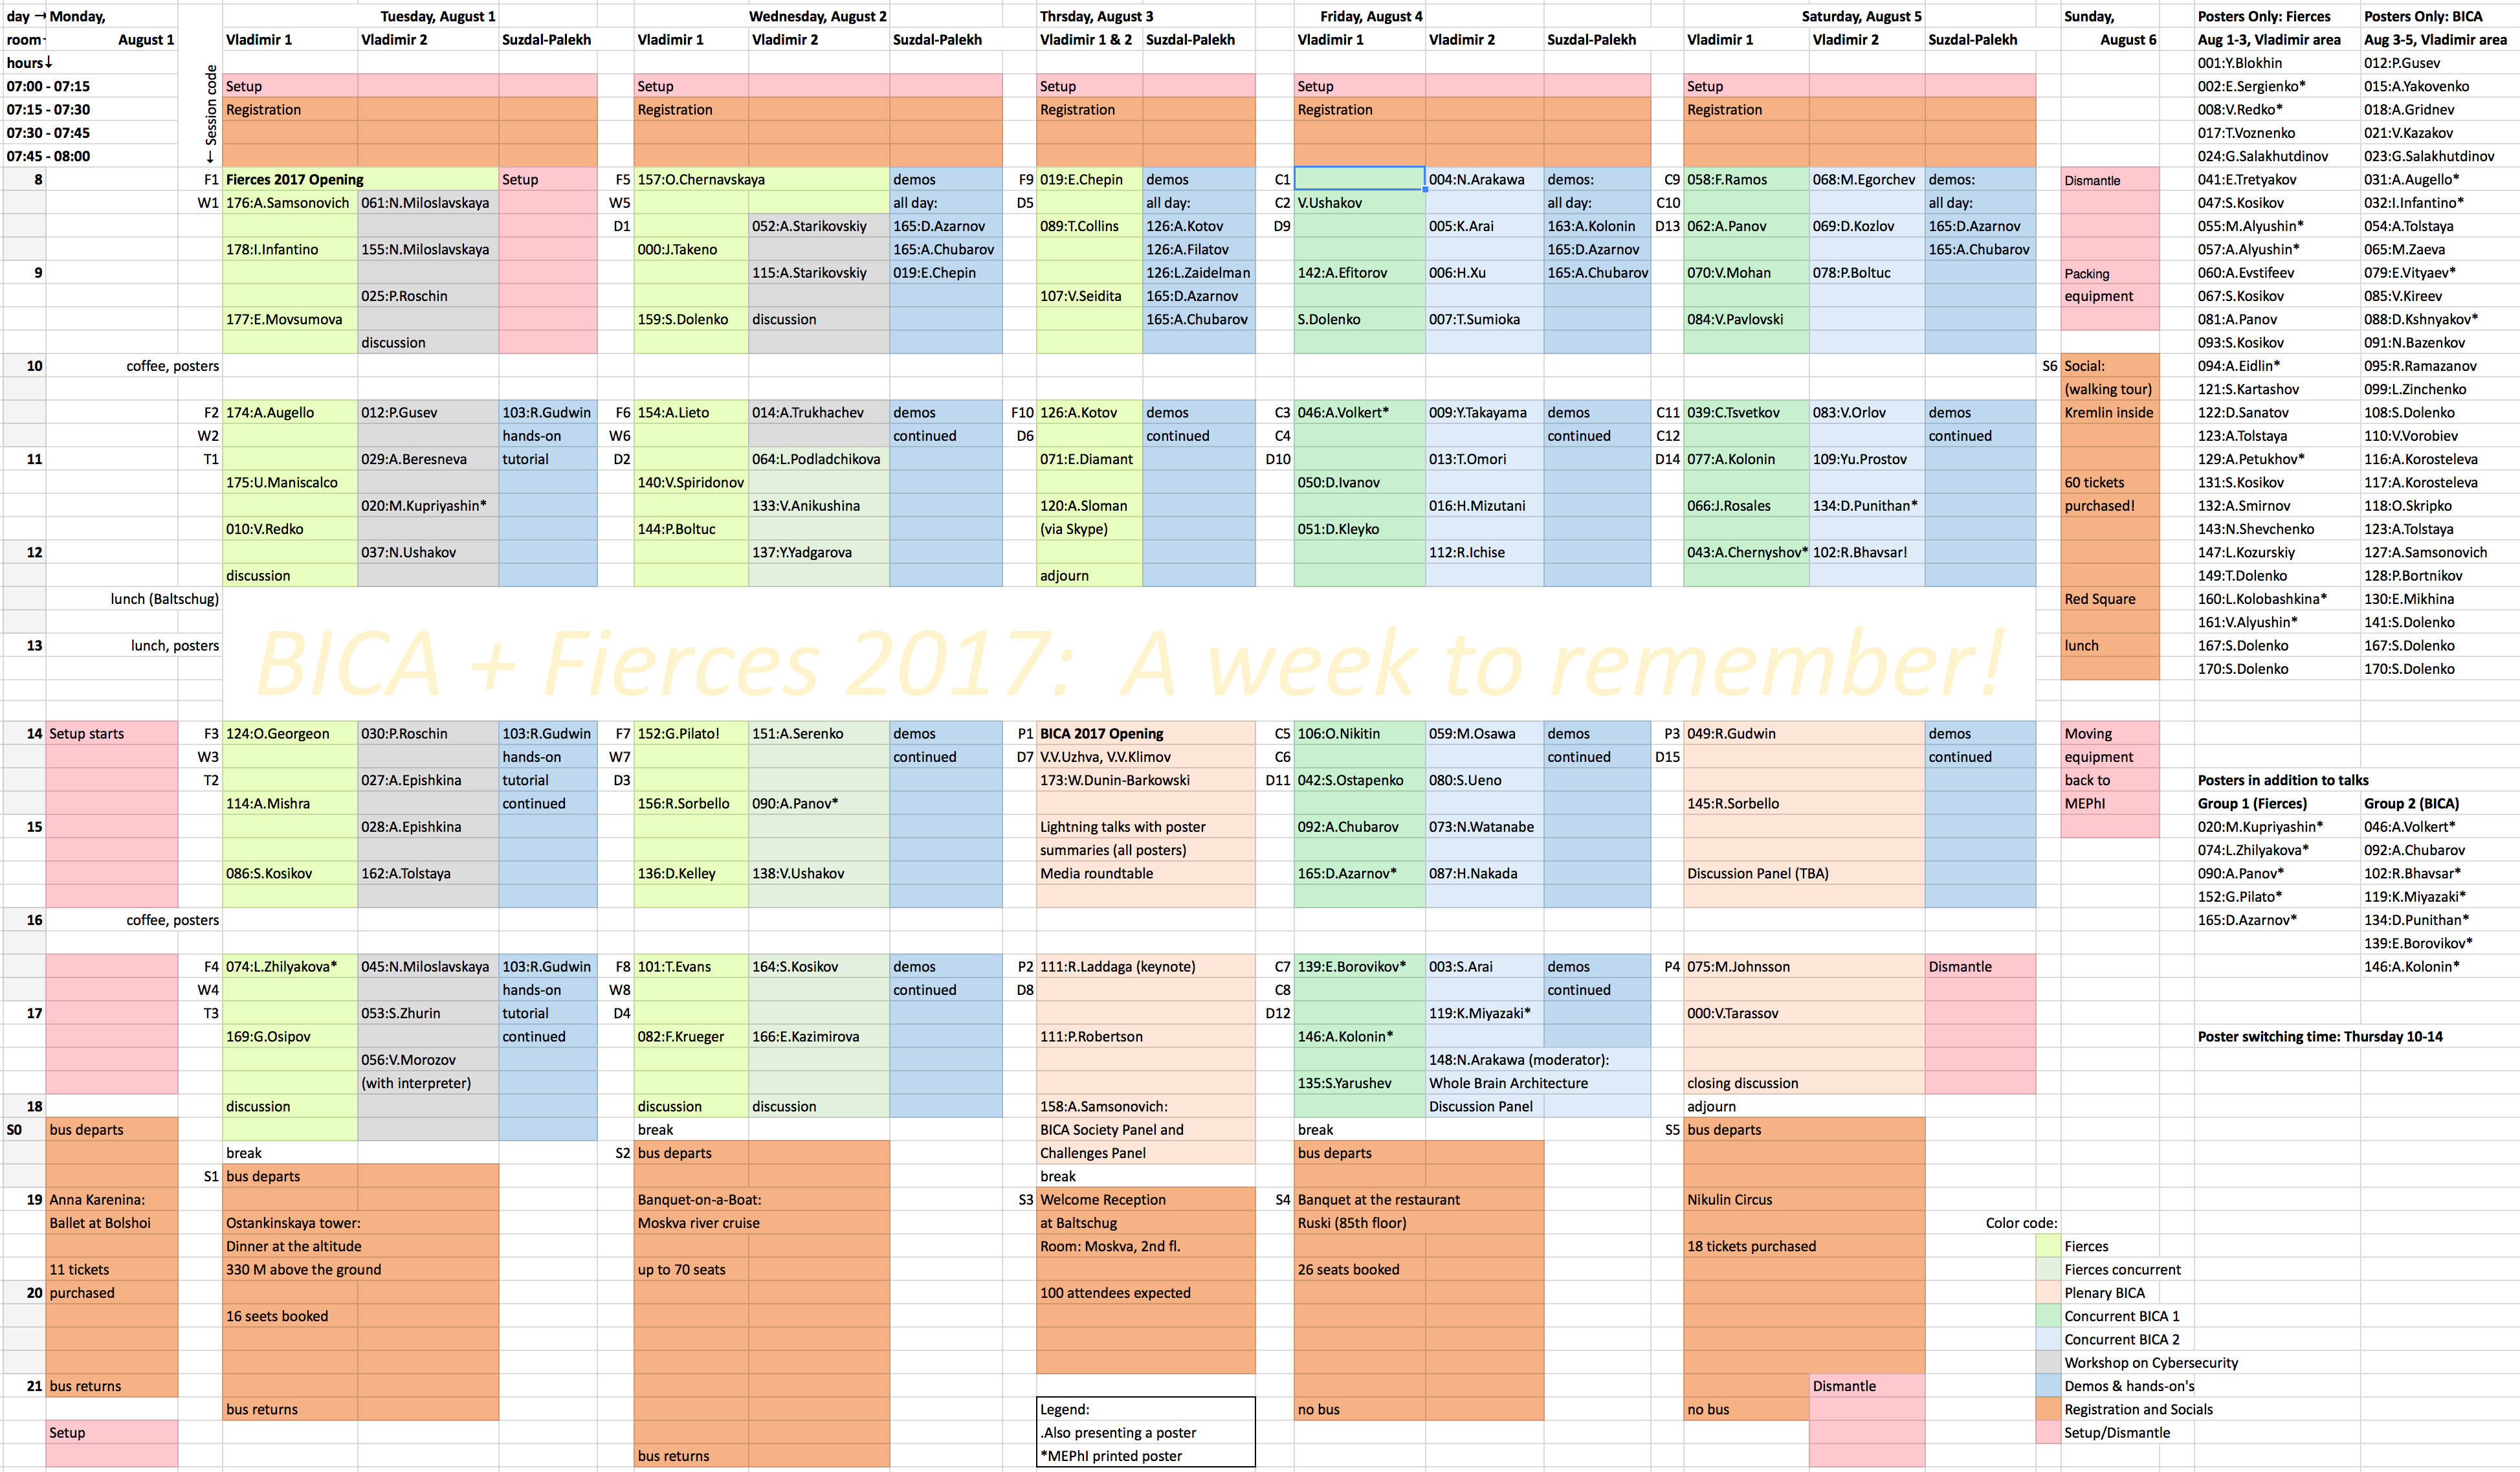 day → Monday, Tuesday, August 1 Wednesday, August 2 Thrsday, August 3 Friday, August 4 Saturday, August 5 Sunday, Posters Only: Fierces Posters Only: BICA
room August 1 Vladimir 1 Vladimir 2 Suzdal-Palekh Vladimir 1 Vladimir 2 Suzdal-Palekh Vladimir 1 & 2 Suzdal-Palekh Vladimir 1 Vladimir 2 Suzdal-Palekh Vladimir 1 Vladimir 2 Suzdal-Palekh August 6 Aug 1-3, Vladimir area Aug 3-5, Vladimir area
hours↓ 001:Y.Blokhin 012:P.Gusev
← Session code
07:00 - 07:15 Setup Setup Setup Setup Setup 002:E.Sergienko* 015:A.Yakovenko
07:15 - 07:30 Registration Registration Registration Registration Registration 008:V.Redko* 018:A.Gridnev
07:30 - 07:45 017:T.Voznenko 021:V.Kazakov
07:45 - 08:00 024:G.Salakhutdinov 023:G.Salakhutdinov
8 F1 Fierces 2017 Opening Setup F5 157:O.Chernavskaya demos F9 019:E.Chepin demos C1 004:N.Arakawa demos: C9 058:F.Ramos 068:M.Egorchev demos: Dismantle 041:E.Tretyakov 031:A.Augello*
W1 176:A.Samsonovich 061:N.Miloslavskaya W5 all day: D5 all day: C2 V.Ushakov all day: C10 all day: 047:S.Kosikov 032:I.Infantino*
D1 052:A.Starikovskiy 165:D.Azarnov 089:T.Collins 126:A.Kotov D9 005:K.Arai 163:A.Kolonin D13 062:A.Panov 069:D.Kozlov 165:D.Azarnov 055:M.Alyushin* 054:A.Tolstaya
178:I.Infantino 155:N.Miloslavskaya 000:J.Takeno 165:A.Chubarov 126:A.Filatov 165:D.Azarnov 165:A.Chubarov 057:A.Alyushin* 065:M.Zaeva
9 115:A.Starikovskiy 019:E.Chepin 126:L.Zaidelman 142:A.Efitorov 006:H.Xu 165:A.Chubarov 070:V.Mohan 078:P.Boltuc Packing 060:A.Evstifeev 079:E.Vityaev*
025:P.Roschin 107:V.Seidita 165:D.Azarnov equipment 067:S.Kosikov 085:V.Kireev
177:E.Movsumova 159:S.Dolenko discussion 165:A.Chubarov S.Dolenko 007:T.Sumioka 084:V.Pavlovski 081:A.Panov 088:D.Kshnyakov*
discussion 093:S.Kosikov 091:N.Bazenkov
10 coffee, posters S6 Social: 094:A.Eidlin* 095:R.Ramazanov
(walking tour) 121:S.Kartashov 099:L.Zinchenko
F2 174:A.Augello 012:P.Gusev 103:R.Gudwin F6 154:A.Lieto 014:A.Trukhachev demos F10 126:A.Kotov demos C3 046:A.Volkert* 009:Y.Takayama demos C11 039:C.Tsvetkov 083:V.Orlov demos Kremlin inside 122:D.Sanatov 108:S.Dolenko
W2 hands-on W6 continued D6 continued C4 continued C12 continued 123:A.Tolstaya 110:V.Vorobiev
11 T1 029:A.Beresneva tutorial D2 064:L.Podladchikova 071:E.Diamant D10 013:T.Omori D14 077:A.Kolonin 109:Yu.Prostov 129:A.Petukhov* 116:A.Korosteleva
175:U.Maniscalco 140:V.Spiridonov 050:D.Ivanov 60 tickets 131:S.Kosikov 117:A.Korosteleva
020:M.Kupriyashin* 133:V.Anikushina 120:A.Sloman 016:H.Mizutani 066:J.Rosales 134:D.Punithan* purchased! 132:A.Smirnov 118:O.Skripko
010:V.Redko 144:P.Boltuc (via Skype) 051:D.Kleyko 143:N.Shevchenko 123:A.Tolstaya
12 037:N.Ushakov 137:Y.Yadgarova 112:R.Ichise 043:A.Chernyshov* 102:R.Bhavsar! 147:L.Kozurskiy 127:A.Samsonovich
discussion adjourn 149:T.Dolenko 128:P.Bortnikov
lunch (Baltschug) Red Square 160:L.Kolobashkina* 130:E.Mikhina
161:V.Alyushin* 141:S.Dolenko
13 lunch, posters BICA + Fierces 2017: A week to remember! lunch 167:S.Dolenko 167:S.Dolenko
170:S.Dolenko 170:S.Dolenko
14 Setup starts F3 124:O.Georgeon 030:P.Roschin 103:R.Gudwin F7 152:G.Pilato! 151:A.Serenko demos P1 BICA 2017 Opening C5 106:O.Nikitin 059:M.Osawa demos P3 049:R.Gudwin demos Moving
W3 hands-on W7 continued D7 V.V.Uzhva, V.V.Klimov C6 continued D15 continued equipment
T2 027:A.Epishkina tutorial D3 173:W.Dunin-Barkowski D11 042:S.Ostapenko 080:S.Ueno back to Posters in addition to talks
114:A.Mishra continued 156:R.Sorbello 090:A.Panov* 145:R.Sorbello MEPhI Group 1 (Fierces) Group 2 (BICA)
15 028:A.Epishkina Lightning talks with poster 092:A.Chubarov 073:N.Watanabe 020:M.Kupriyashin* 046:A.Volkert*
summaries (all posters) 074:L.Zhilyakova* 092:A.Chubarov
086:S.Kosikov 162:A.Tolstaya 136:D.Kelley 138:V.Ushakov Media roundtable 165:D.Azarnov* 087:H.Nakada Discussion Panel (TBA) 090:A.Panov* 102:R.Bhavsar*
152:G.Pilato* 119:K.Miyazaki*
16 coffee, posters 165:D.Azarnov* 134:D.Punithan*
139:E.Borovikov*
F4 074:L.Zhilyakova* 045:N.Miloslavskaya 103:R.Gudwin F8 101:T.Evans 164:S.Kosikov demos P2 111:R.Laddaga (keynote) C7 139:E.Borovikov* 003:S.Arai demos P4 075:M.Johnsson Dismantle 146:A.Kolonin*
W4 hands-on W8 continued D8 C8 continued
17 T3 053:S.Zhurin tutorial D4 D12 119:K.Miyazaki* 000:V.Tarassov
169:G.Osipov continued 082:F.Krueger 166:E.Kazimirova 111:P.Robertson 146:A.Kolonin* Poster switching time: Thursday 10-14
056:V.Morozov 148:N.Arakawa (moderator):
(with interpreter) 135:S.Yarushev Whole Brain Architecture closing discussion
18 discussion discussion discussion 158:A.Samsonovich: Discussion Panel adjourn
S0 bus departs break BICA Society Panel and break S5 bus departs
break S2 bus departs Challenges Panel bus departs
S1 bus departs break
19 Anna Karenina: Banquet-on-a-Boat: S3 Welcome Reception S4 Banquet at the restaurant Nikulin Circus
Ballet at Bolshoi Ostankinskaya tower: Moskva river cruise at Baltschug Ruski (85th floor) Color code:
Dinner at the altitude Room: Moskva, 2nd fl. 18 tickets purchased Fierces
11 tickets 330 M above the ground up to 70 seats 26 seats booked Fierces concurrent
20 purchased 100 attendees expected Plenary BICA
16 seets booked Concurrent BICA 1
Concurrent BICA 2
Workshop on Cybersecurity
21 bus returns Dismantle Demos & hands-on's
bus returns Legend: no bus no bus Registration and Socials
Setup .Also presenting a poster Setup/Dismantle
bus returns *MEPhI printed poster